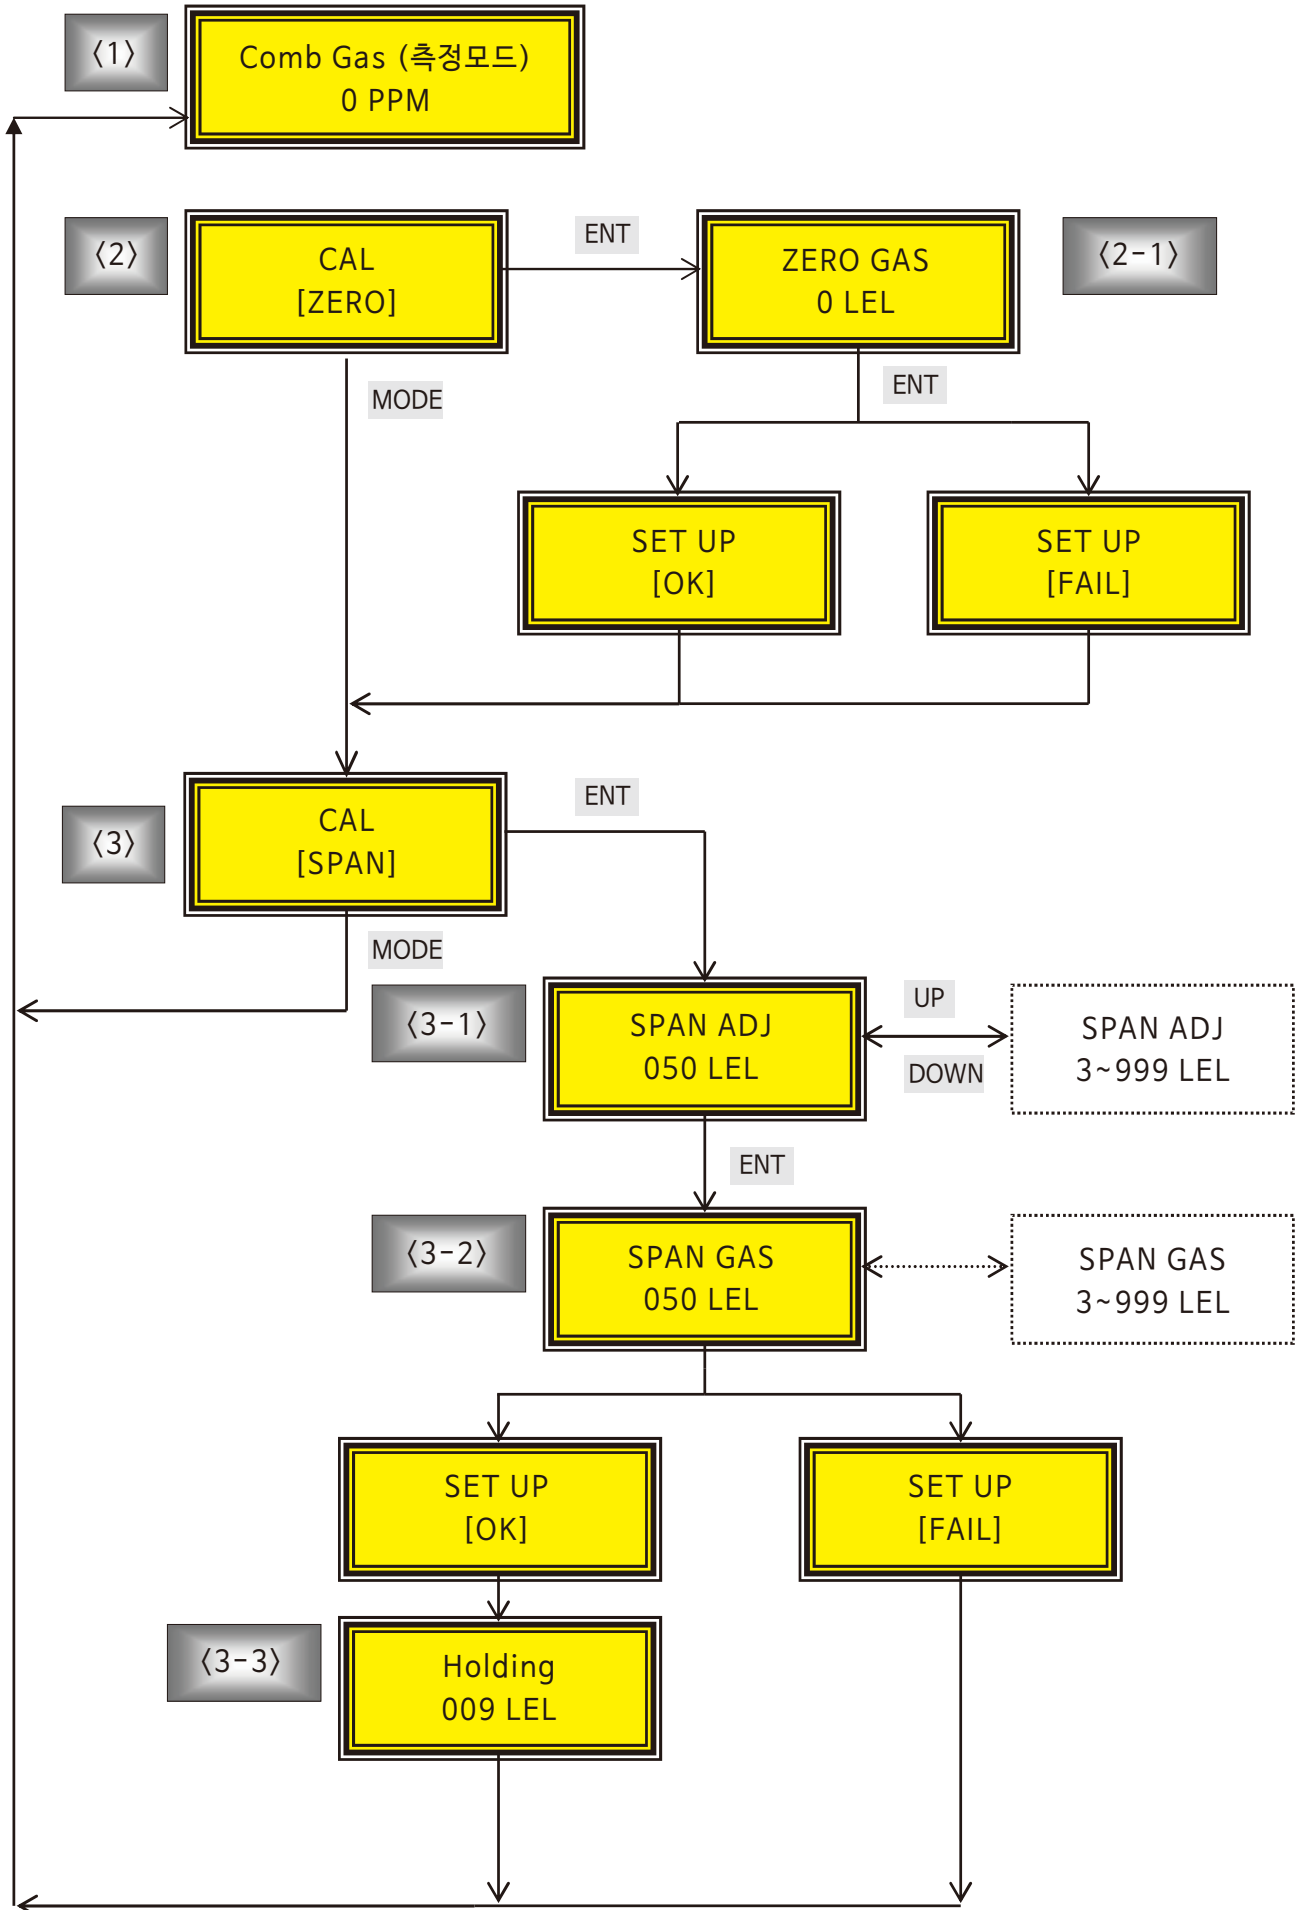 〈1〉
Comb Gas (측정모드)
0 PPM
〈2〉
CAL
[ZERO]
ENT
ZERO GAS
0 LEL
〈2-1〉
MODE
ENT
SET UP
[OK]
SET UP
[FAIL]
〈3〉
CAL
[SPAN]
ENT
MODE
〈3-1〉
SPAN ADJ
050 LEL
UP
DOWN
SPAN ADJ
3~999 LEL
ENT
〈3-2〉
SPAN GAS
050 LEL
SPAN GAS
3~999 LEL
SET UP
[OK]
SET UP
[FAIL]
〈3-3〉
Holding
009 LEL